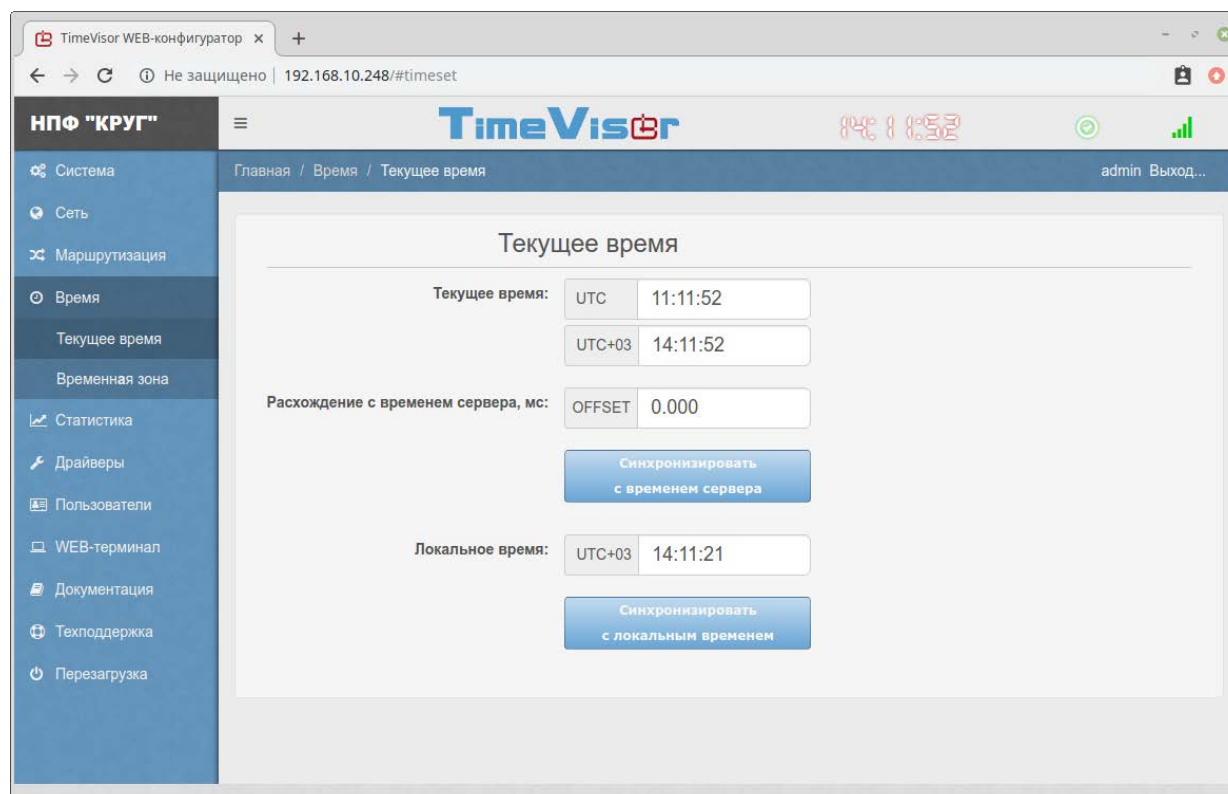 TimeVisor WEB-конфигуратор
Не защищено 192.168.10.248/#timeset
НПФ "КРУГ"
TimeVisor
14:11:52
Система
Главная / Время / Текущее время
admin Выход...
Сеть
Маршрутизация
Время
Текущее время
Временная зона
Статистика
Драйверы
Пользователи
WEB-терминал
Документация
Техподдержка
Перезагрузка
Текущее время
Текущее время: UTC 11:11:52
UTC+03 14:11:52
Расхождение с временем сервера, мс: OFFSET 0.000
Синхронизировать
с временем сервера
Локальное время: UTC+03 14:11:21
Синхронизировать
с локальным временем